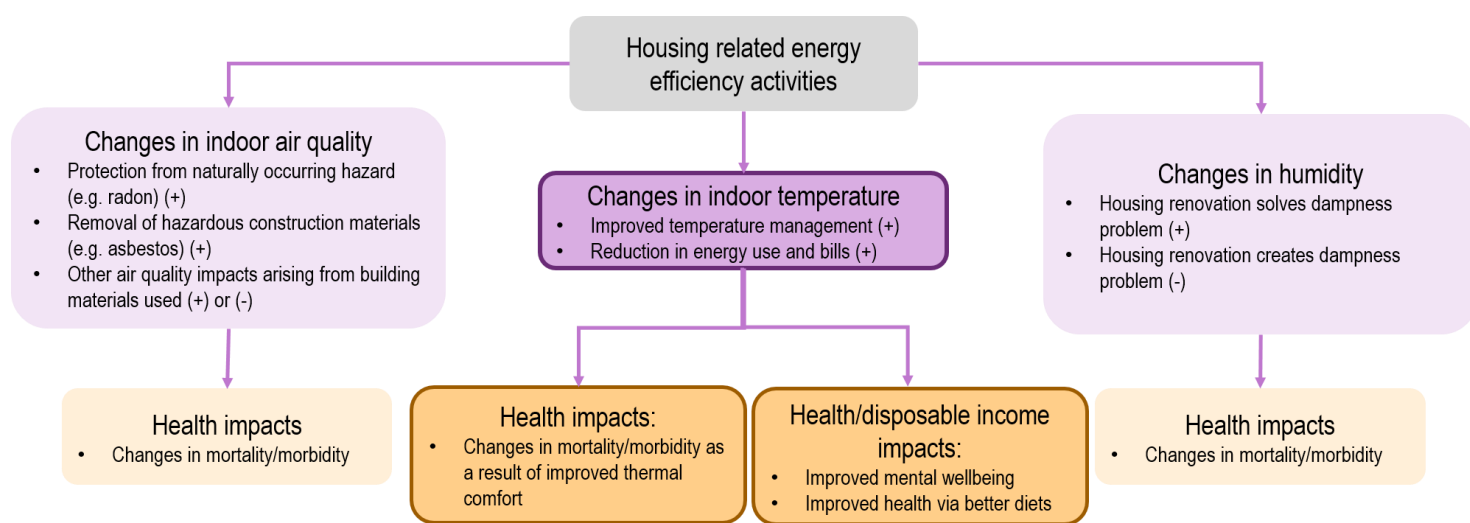 Housing related energy
efficiency activities
Changes in indoor air quality
• Protection from naturally occurring hazard
(e.g. radon) (+)
• Removal of hazardous construction materials
(e.g. asbestos) (+)
• Other air quality impacts arising from building
materials used (+) or (-)
Changes in indoor temperature
• Improved temperature management (+)
• Reduction in energy use and bills (+)
Changes in humidity
• Housing renovation solves dampness
problem (+)
• Housing renovation creates dampness
problem (-)
Health impacts
• Changes in mortality/morbidity
Health impacts:
• Changes in mortality/morbidity as
a result of improved thermal
comfort
Health/disposable income
impacts:
• Improved mental wellbeing
• Improved health via better diets
Health impacts
• Changes in mortality/morbidity